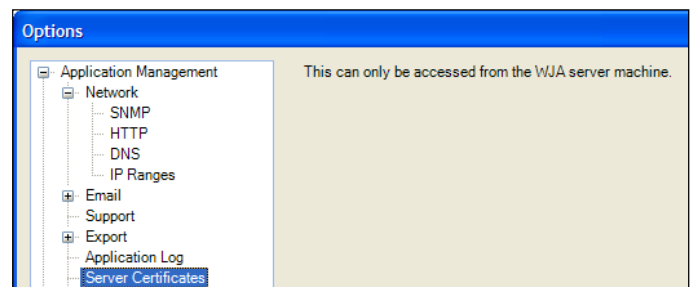 Options
Application Management
This can only be accessed from the WJA server machine.
Network
SNMP
HTTP
DNS
IP Ranges
Email
Support
Export
Application Log
Server Certificates